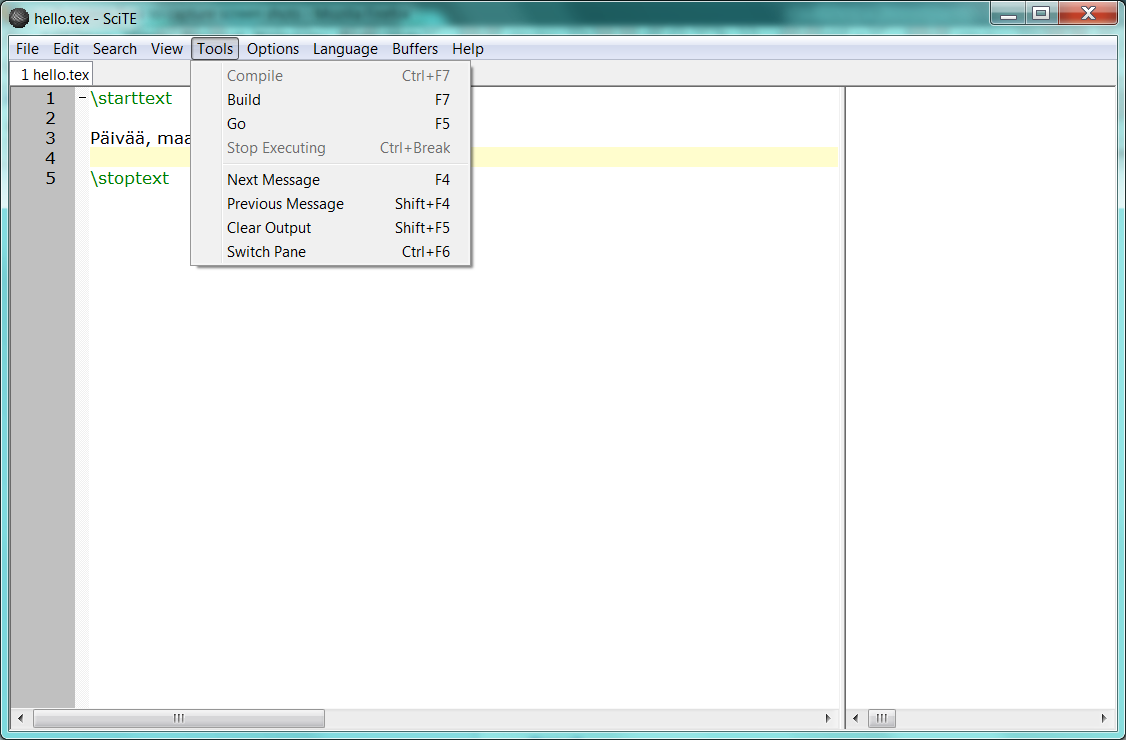 hello.tex - SciTE
File Edit Search View Tools Options Language Buffers Help
1 hello.tex
Compile Ctrl+F7
Build F7
Go F5
Stop Executing Ctrl+Break
Next Message F4
Previous Message Shift+F4
Clear Output Shift+F5
Switch Pane Ctrl+F6
1 \starttext
2
3 Päivää, maa
4
5 \stoptext